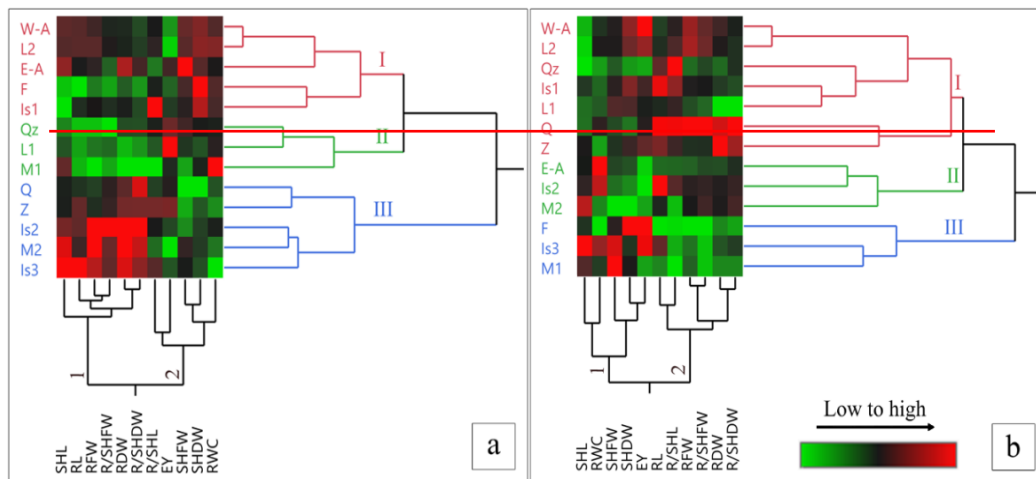 W-A
L2
E-A
F
Is1
Qz
L1
M1
Q
Z
Is2
M2
Is3
I
II
III
1
2
SHL
RL
RFW
R/SHFW
RDW
R/SHDW
R/SHL
EY
SHFW
SHDW
RWC
a
W-A
L2
Qz
Is1
L1
Q
Z
E-A
Is2
M2
F
Is3
M1
I
II
III
1
2
SHL
RWC
SHFW
SHDW
EY
RL
R/SHL
RFW
R/SHFW
RDW
R/SHDW
Low to high
b